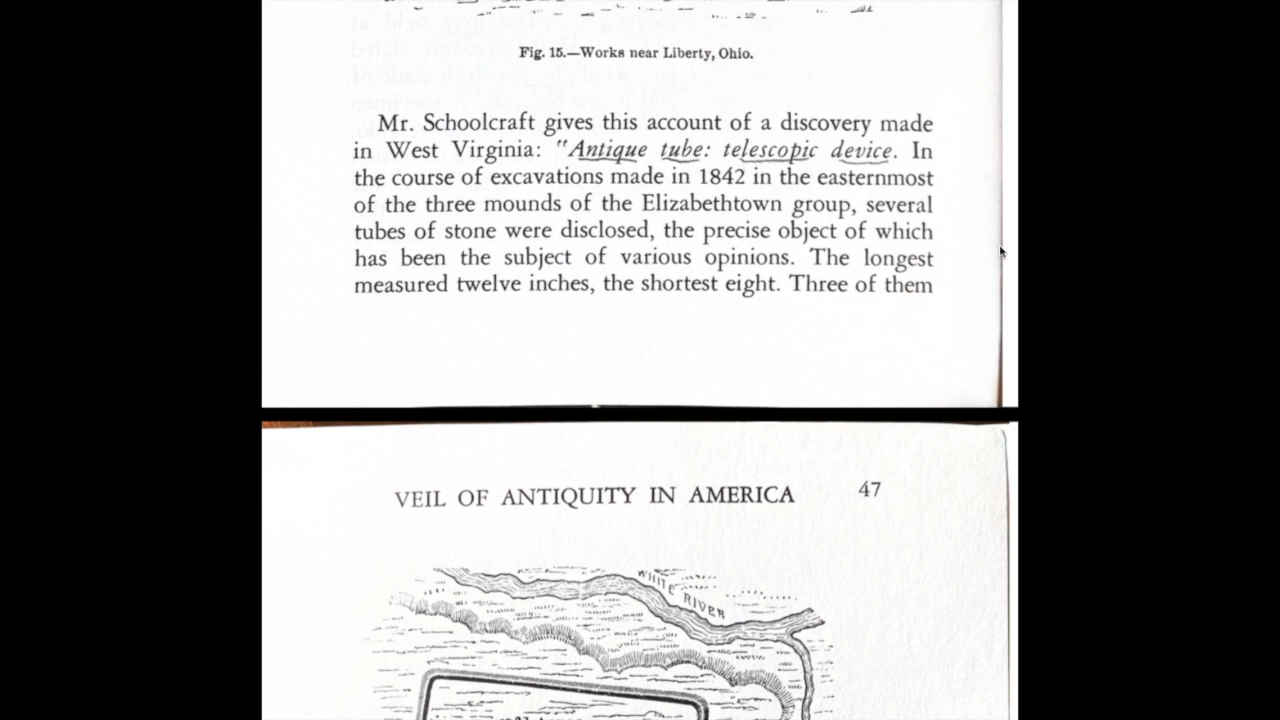 Fig. 15.—Works near Liberty, Ohio.
Mr. Schoolcraft gives this account of a discovery made
in West Virginia: "Antique tube: telescopic device. In
the course of excavations made in 1842 in the easternmost
of the three mounds of the Elizabethtown group, several
tubes of stone were disclosed, the precise object of which
has been the subject of various opinions. The longest
measured twelve inches, the shortest eight. Three of them
VEIL OF ANTIQUITY IN AMERICA 47
WHITE RIVER